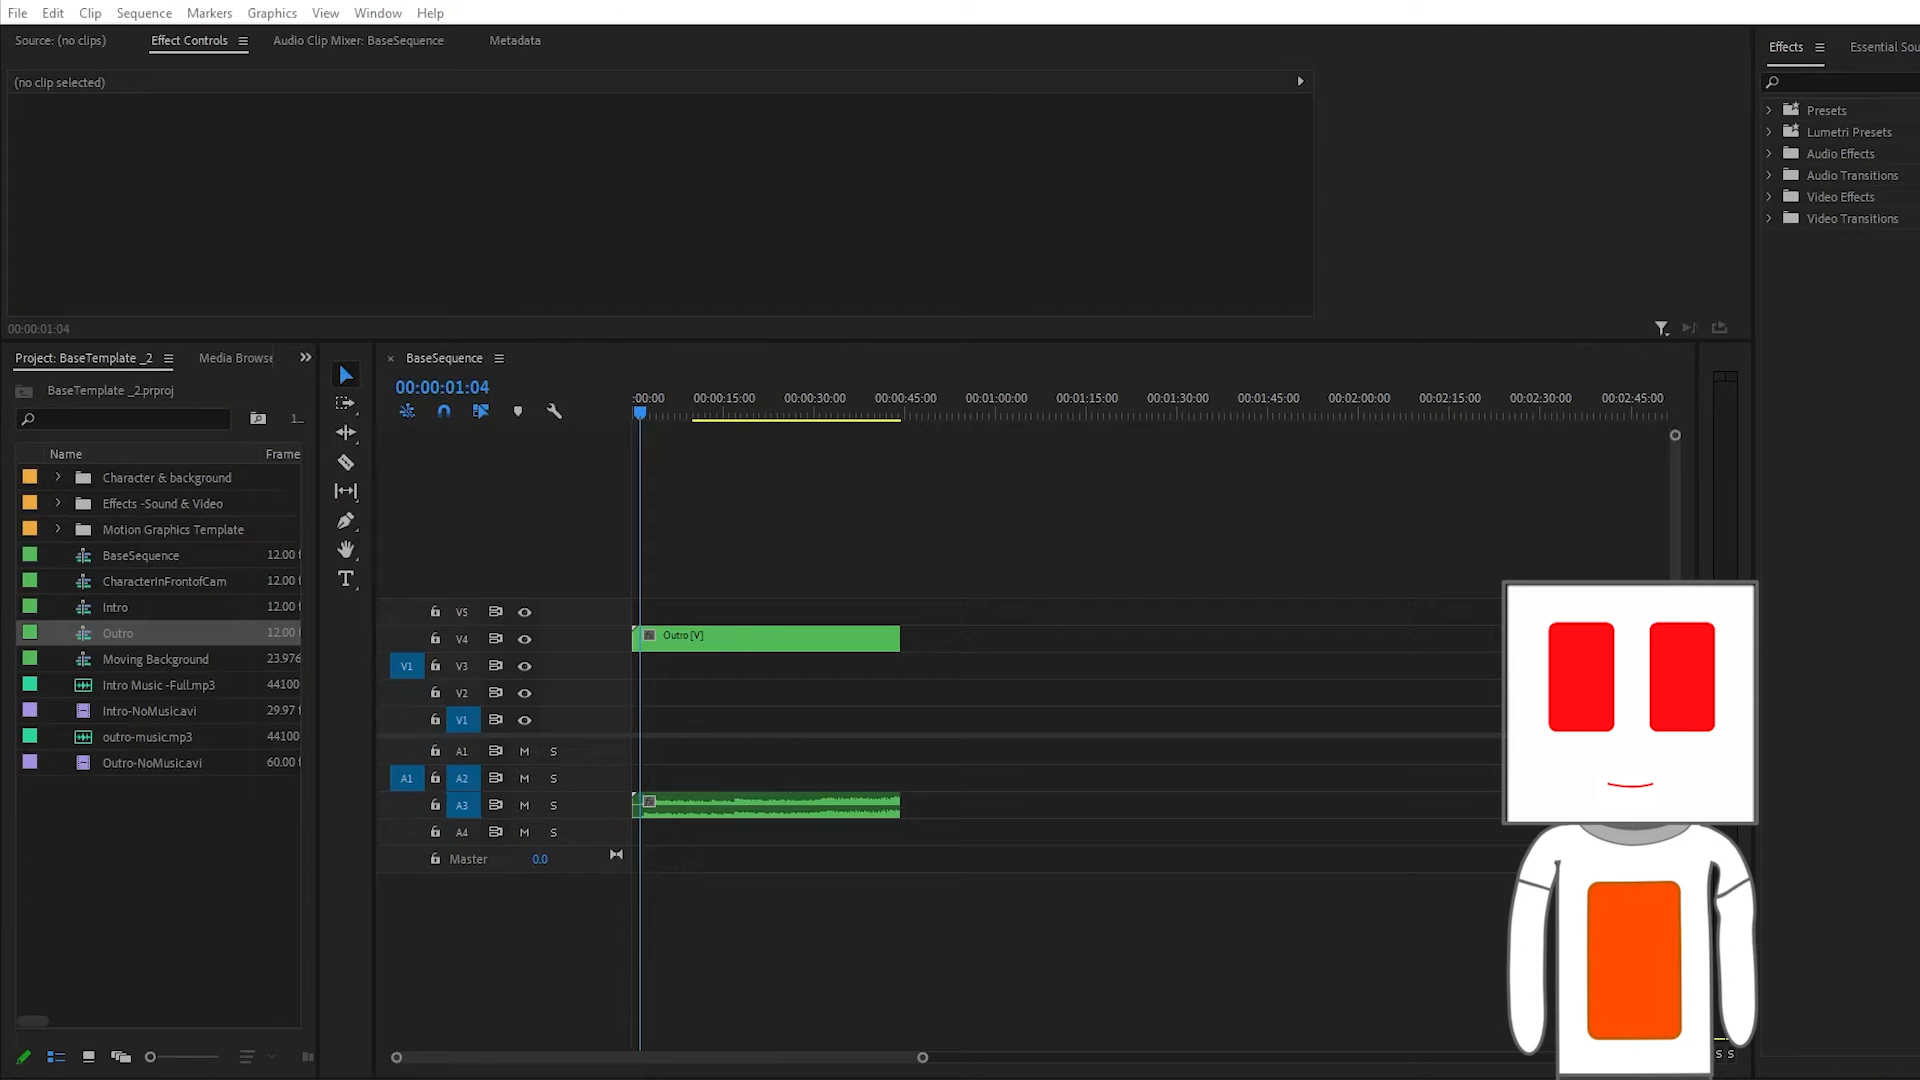 File Edit Clip Sequence Markers Graphics View Window Help
Source: (no clips) Effect Controls Audio Clip Mixer: BaseSequence Metadata
Effects Essential Sou
(no clip selected)
Presets
Lumetri Presets
Audio Effects
Audio Transitions
Video Effects
Video Transitions
00:00:01:04
Project: BaseTemplate _2 Media Browse
BaseTemplate _2.prproj
1...
Name Frame
Character & background
Effects -Sound & Video
Motion Graphics Template
BaseSequence 12.00 f
CharacterInFrontofCam 12.00 f
Intro 12.00 f
Outro 12.00 f
Moving Background 23.976
Intro Music -Full.mp3 44100
Intro-NoMusic.avi 29.97 f
outro-music.mp3 44100
Outro-NoMusic.avi 60.00 f
BaseSequence
00:00:01:04
:00:00 00:00:15:00 00:00:30:00 00:00:45:00 00:01:00:00 00:01:15:00 00:01:30:00 00:01:45:00 00:02:00:00 00:02:15:00 00:02:30:00 00:02:45:00
V5
V4 Outro [V]
V1 V3
V2
V1
A1 M S
A1 A2 M S
A3 M S
A4 M S
Master 0.0
S S